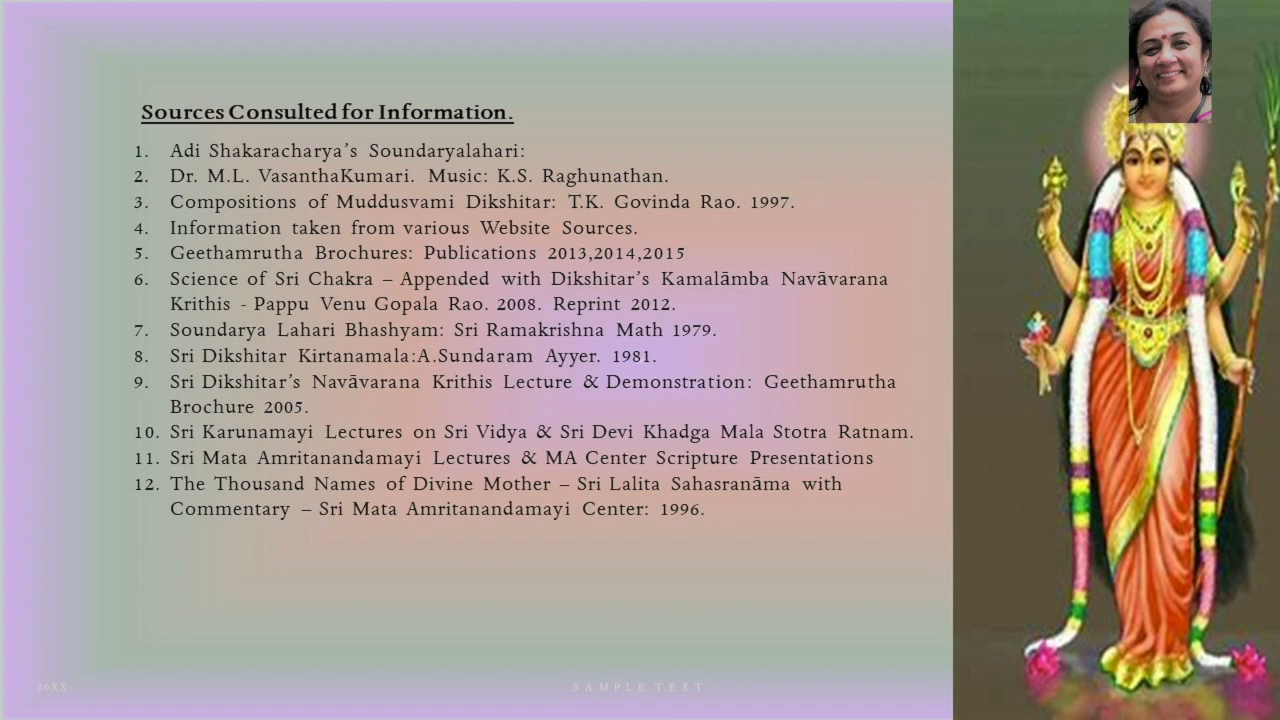 Sources Consulted for Information.
1. Adi Shakaracharya’s Soundaryalahari:
2. Dr. M.L. VasanthaKumari. Music: K.S. Raghunathan.
3. Compositions of Muddusvami Dikshitar: T.K. Govinda Rao. 1997.
4. Information taken from various Website Sources.
5. Geethamrutha Brochures: Publications 2013,2014,2015
6. Science of Sri Chakra – Appended with Dikshitar’s Kamalāmba Navāvarana
Krithis - Pappu Venu Gopala Rao. 2008. Reprint 2012.
7. Soundarya Lahari Bhashyam: Sri Ramakrishna Math 1979.
8. Sri Dikshitar Kirtanamala:A.Sundaram Ayyer. 1981.
9. Sri Dikshitar’s Navāvarana Krithis Lecture & Demonstration: Geethamrutha
Brochure 2005.
10. Sri Karunamayi Lectures on Sri Vidya & Sri Devi Khadga Mala Stotra Ratnam.
11. Sri Mata Amritanandamayi Lectures & MA Center Scripture Presentations
12. The Thousand Names of Divine Mother – Sri Lalita Sahasranāma with
Commentary – Sri Mata Amritanandamayi Center: 1996.
20XX SAMPLE TEXT